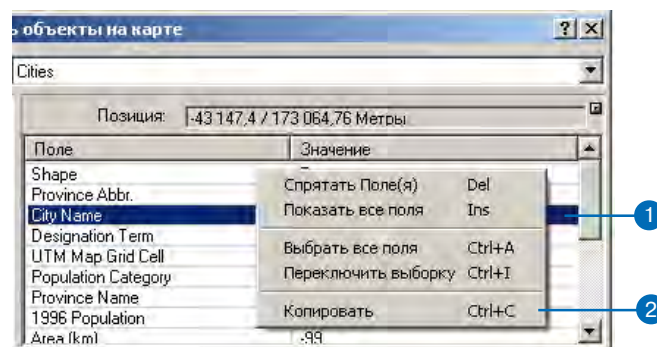 ь объекты на карте
Cities
Позиция: -43 147,4 / 173 064,76 Метры
Поле Значение
Shape
Province Abbr.
City Name
Designation Term
UTM Map Grid Cell
Population Category
Province Name
1996 Population
Area (km) -99
Спрятать Поле(я) Del
Показать все поля Ins
Выбрать все поля Ctrl+A
Переключить выборку Ctrl+I
Копировать Ctrl+C
1
2